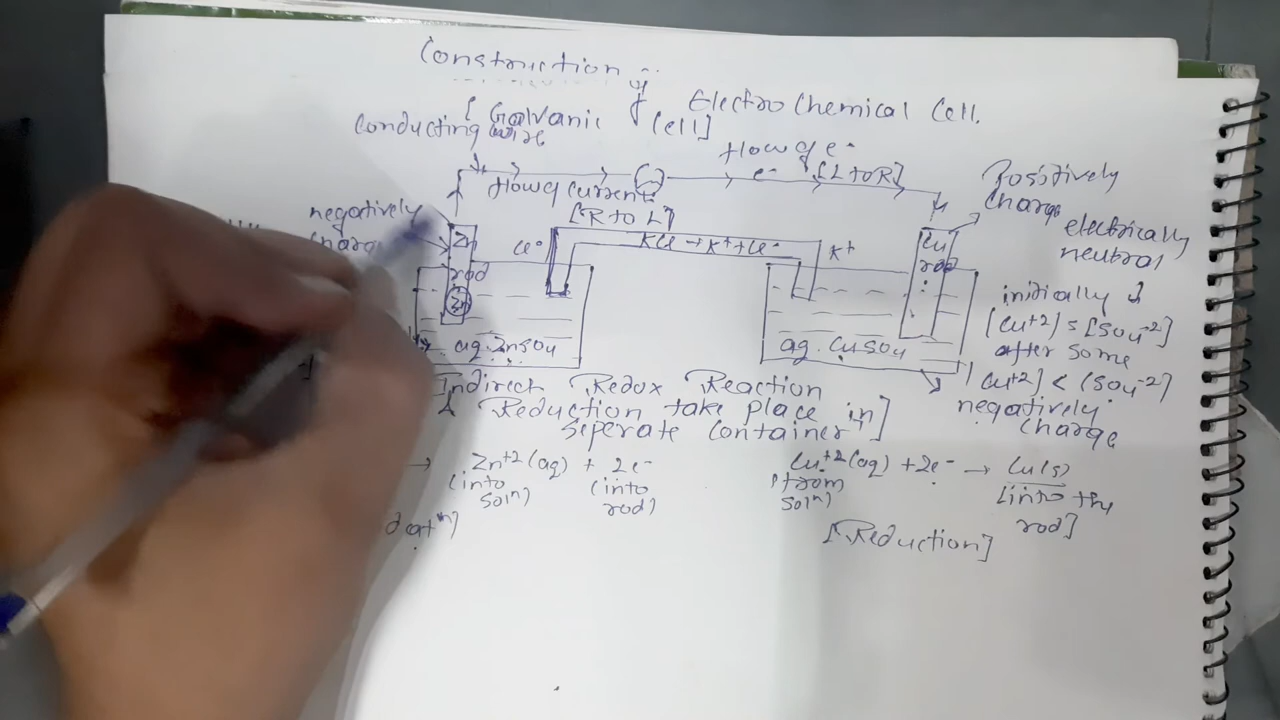 Construction of
Electrochemical Cell.
[Galvanic Cell]
Conducting wire
flow of e-
e- [L to R]
flow of current
[R to L]
Positively
Charge
negatively
Charge
Zn
rod
Zn
Cl-
KCl → K+ + Cl-
K+
Cu
rod
electrically
neutral
initially
[Cu+2] = [SO4-2]
after some
[Cu+2] < [SO4-2]
aq. ZnSO4
aq. CuSO4
negatively
Charge
Indirect Redox Reaction
& Reduction take place in
Seperate Container]
→ Zn+2(aq) + 2e-
(into
soln)
(into
rod)
Cu+2(aq) + 2e- → Cu(s)
(from
soln)
[into the
rod]
[Reduction]